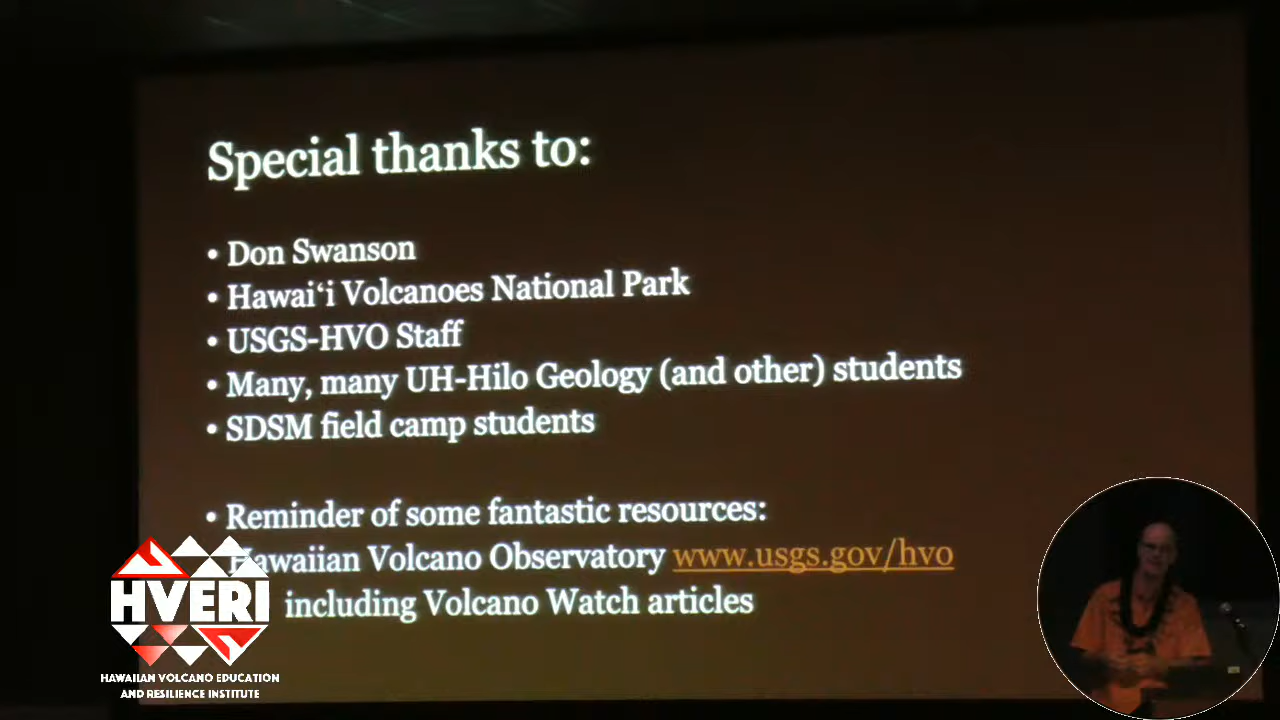 Special thanks to:
• Don Swanson
• Hawaiʻi Volcanoes National Park
• USGS-HVO Staff
• Many, many UH-Hilo Geology (and other) students
• SDSM field camp students
• Reminder of some fantastic resources:
Hawaiian Volcano Observatory www.usgs.gov/hvo
including Volcano Watch articles
HVERI
HAWAIIAN VOLCANO EDUCATION
AND RESILIENCE INSTITUTE